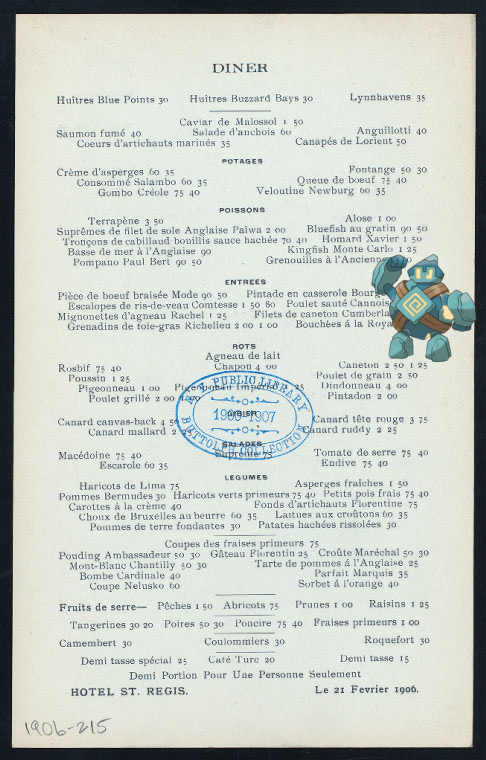 DINER
Huîtres Blue Points 30 Huîtres Buzzard Bays 30 Lynnhavens 35
Caviar de Malossol 1 50
Saumon fumé 40 Salade d'anchois 60 Anguillotti 40
Coeurs d'artichauts marinés 35 Canapés de Lorient 50
POTAGES
Crème d'asperges 60 35 Fontange 50 30
Consommé Salambo 60 35 Queue de boeuf 75 40
Gombo Créole 75 40 Veloutine Newburg 60 35
POISSONS
Terrapène 3 50 Alose 1 00
Suprêmes de filet de sole Anglaise Païwa 2 00 Bluefish au gratin 90 50
Tronçons de cabillaud bouillis sauce hachée 70 40 Homard Xavier 1 50
Basse de mer à l'Anglaise 90 Kingfish Monte Carlo 1 25
Pompano Paul Bert 90 50 Grenouilles à l'Ancienne
ENTREES
Pièce de boeuf braisée Mode 90 50 Pintade en casserole
Escalopes de ris-de-veau Comtesse 1 50 80 Poulet sauté
Mignonettes d'agneau Rachel 1 25 Filets de caneton
Grenadins de foie-gras Richelieu 2 00 1 00 Bouchées à la
ROTS
Agneau de lait
Rosbif 75 40 Chapon 4 00 Caneton 2 50 1 25
Poussin 1 25 Poulet de grain 2 50
Pigeonneau 1 00 Pigeonneau Imperial 1 25 Dindonneau 4 00
Poulet grillé 2 00 Pintadon 2 00
GIBIER
Canard canvas-back 4 50 Canard tête rouge 3 75
Canard mallard 2 Canard ruddy 2 25
SALADES
Macédoine 75 40 Suprême 75 Tomate de serre 75 40
Escarole 60 35 Endive 75 40
N.Y. PUBLIC LIBRARY
1905-1907
BUTTOLPH COLLECTION
LEGUMES
Haricots de Lima 75 Asperges fraîches 1 50
Pommes Bermudes 30 Haricots verts primeurs 75 40 Petits pois frais 75 40
Carottes à la crème 40 Fonds d'artichauts Florentine 75
Choux de Bruxelles au beurre 60 35 Laitues aux croûtons 60 35
Pommes de terre fondantes 30 Patates hachées rissolées 30
Coupes des fraises primeurs 75
Pouding Ambassadeur 50 30 Gâteau Florentin 25 Croûte Maréchal 50 30
Mont-Blanc Chantilly 50 30 Tarte de pommes á l'Anglaise 25
Bombe Cardinale 40 Parfait Marquis 35
Coupe Nelusko 60 Sorbet á l'orange 40
Fruits de serre— Pêches 1 50 Abricots 75 Prunes 1 00 Raisins 1 25
Tangerines 30 20 Poires 50 30 Poncire 75 40 Fraises primeurs 1 00
Camembert 30 Coulommiers 30 Roquefort 30
Demi tasse spécial 25 Café Turc 20 Demi tasse 15
Demi Portion Pour Une Personne Seulement
HOTEL ST. REGIS. Le 21 Fevrier 1906.
1906-215